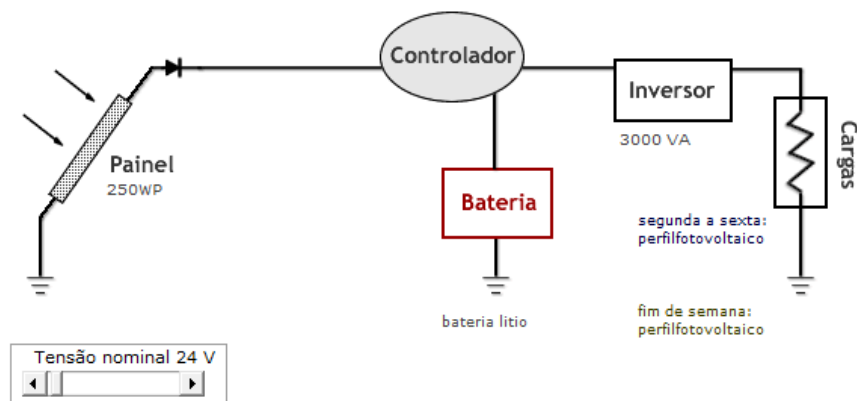 Controlador
Inversor
3000 VA
Cargas
Painel
250WP
Bateria
segunda a sexta:
perfilfotovoltaico
bateria litio
fim de semana:
perfilfotovoltaico
Tensão nominal 24 V